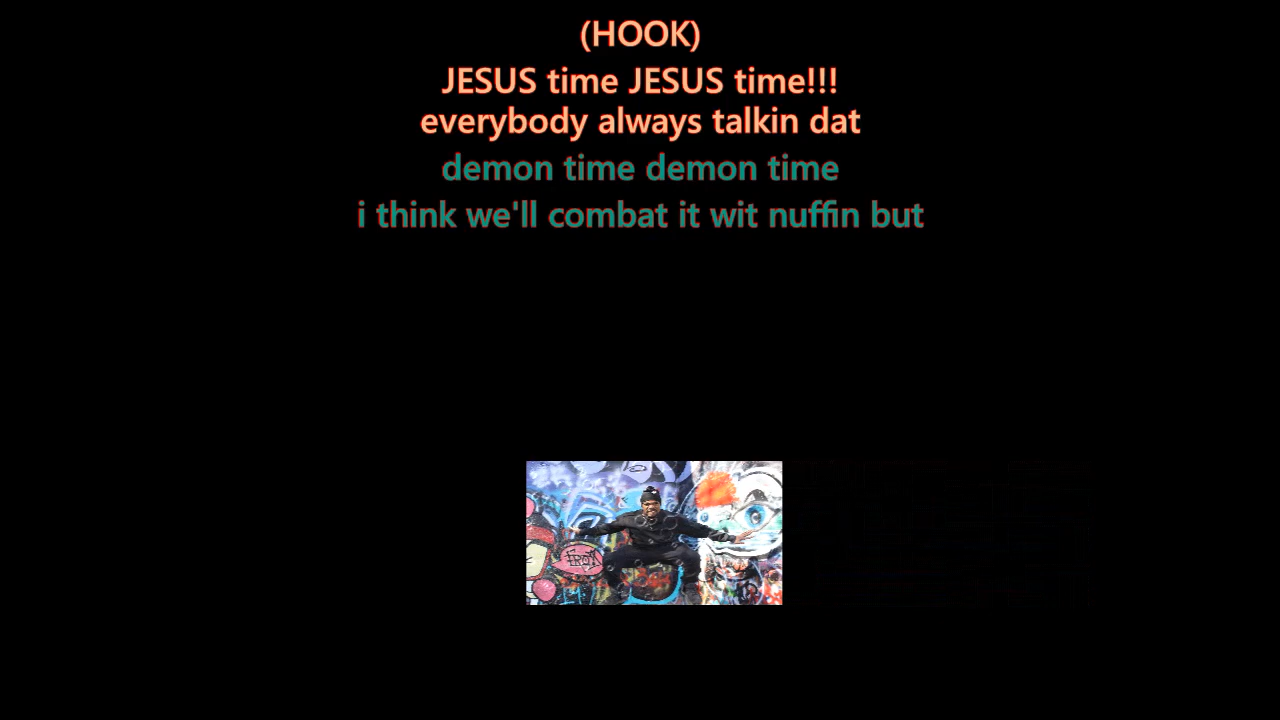 (HOOK)
JESUS time JESUS time!!!
everybody always talkin dat
demon time demon time
i think we'll combat it wit nuffin but